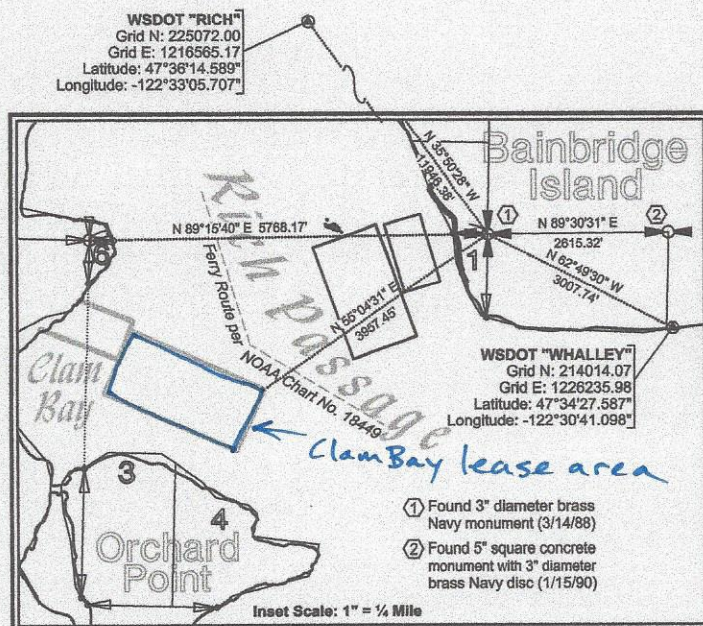 WSDOT "RICH"
Grid N: 225072.00
Grid E: 1216565.17
Latitude: 47°36'14.589"
Longitude: -122°33'05.707"
Bainbridge
Island
N 35°50'28" W
11948.38'
Rich Passage
N 89°15'40" E 5768.17'
1
N 89°30'31" E
2615.32'
2
6
1
N 62°49'30" W
3007.74'
Ferry Route per
NOAA Chart No. 18449
N 55°04'31" E
3957.45'
WSDOT "WHALLEY"
Grid N: 214014.07
Grid E: 1226235.98
Latitude: 47°34'27.587"
Longitude: -122°30'41.098"
Clam
Bay
Clam Bay lease area
3
4
Orchard
Point
1 Found 3" diameter brass
Navy monument (3/14/88)
2 Found 5" square concrete
monument with 3" diameter
brass Navy disc (1/15/90)
Inset Scale: 1" = ¼ Mile